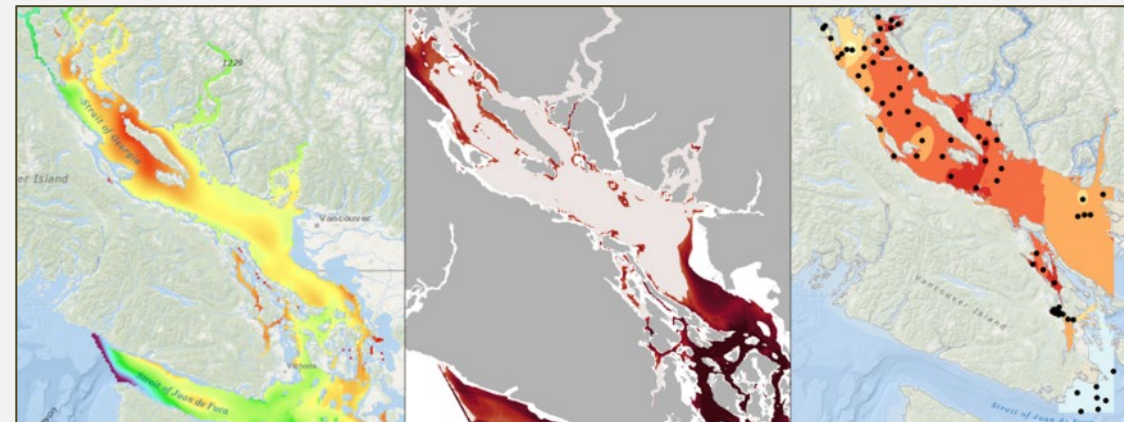 1229
Strait of Georgia
er Island
Vancouver
Victoria
Strait of Juan de Fuca
Vancouver Island
Strait of Juan de Fuca